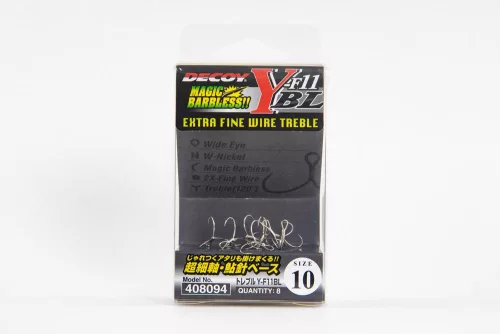 DECOY Y-F11
MAGIC BARBLESS!! BL
EXTRA FINE WIRE TREBLE
Wide Eye
W-Nickel
Magic Barbless
EX-Fine Wire
Treble(120°)
じゃれつくアタリも掛けまくる!!
超細軸・鮎針ベース
SIZE
10
Model No.
408094
トレブル Y-F11BL
QUANTITY: 8